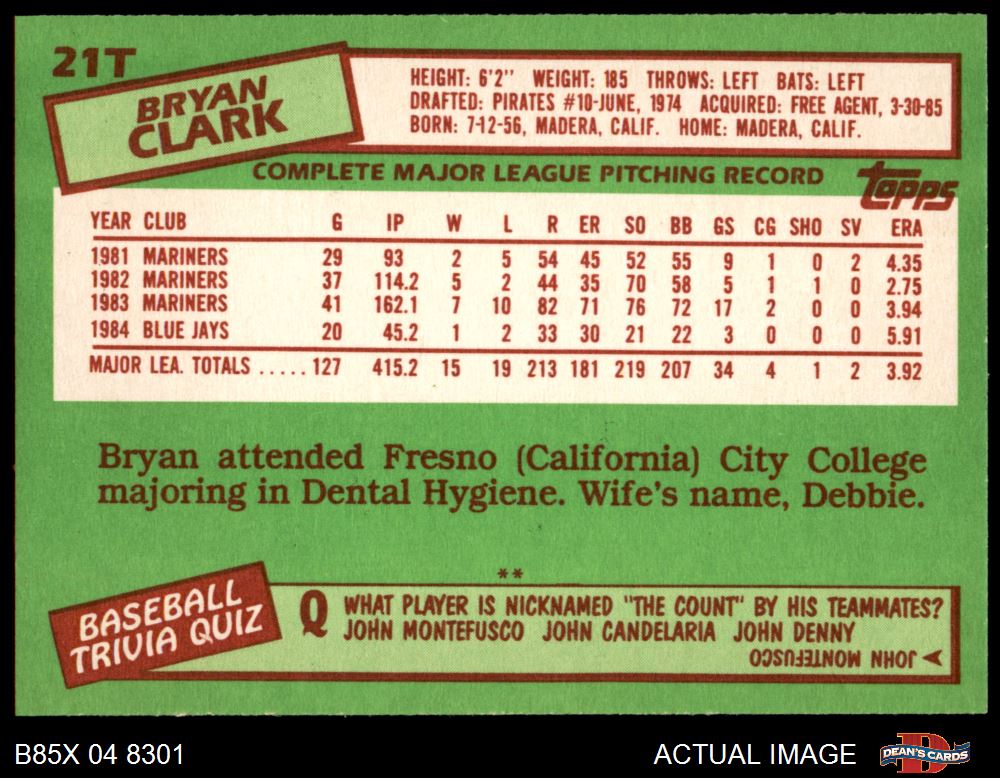 21T
BRYAN
CLARK
HEIGHT: 6'2" WEIGHT: 185 THROWS: LEFT BATS: LEFT
DRAFTED: PIRATES #10-JUNE, 1974 ACQUIRED: FREE AGENT, 3-30-85
BORN: 7-12-56, MADERA, CALIF. HOME: MADERA, CALIF.
COMPLETE MAJOR LEAGUE PITCHING RECORD
topps
YEAR CLUB G IP W L R ER SO BB GS CG SHO SV ERA
1981 MARINERS 29 93 2 5 54 45 52 55 9 1 0 2 4.35
1982 MARINERS 37 114.2 5 2 44 35 70 58 5 1 1 0 2.75
1983 MARINERS 41 162.1 7 10 82 71 76 72 17 2 0 0 3.94
1984 BLUE JAYS 20 45.2 1 2 33 30 21 22 3 0 0 0 5.91
MAJOR LEA. TOTALS ..... 127 415.2 15 19 213 181 219 207 34 4 1 2 3.92
Bryan attended Fresno (California) City College
majoring in Dental Hygiene. Wife's name, Debbie.
**
BASEBALL
TRIVIA QUIZ
Q WHAT PLAYER IS NICKNAMED "THE COUNT" BY HIS TEAMMATES?
JOHN MONTEFUSCO JOHN CANDELARIA JOHN DENNY
JOHN MONTEFUSCO
B85X 04 8301
ACTUAL IMAGE
DEAN'S CARDS